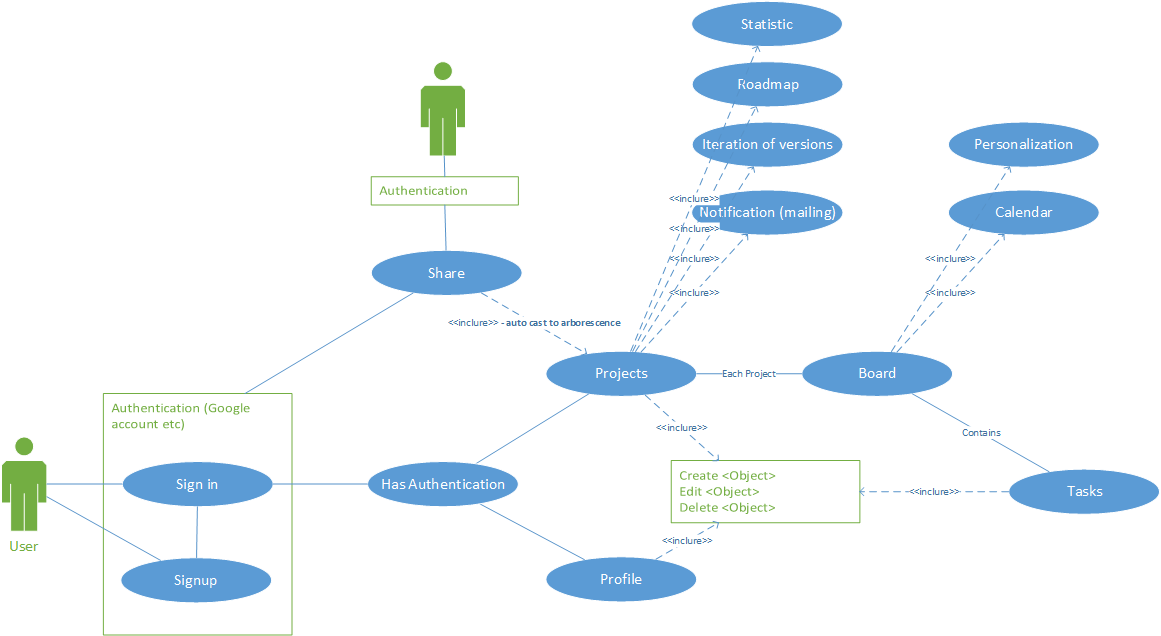 Statistic
Roadmap
Iteration of versions
Personalization
Authentication
<<inclure>>
Notification (mailing)
Calendar
<<inclure>>
<<inclure>>
<<inclure>>
Share
<<inclure>>
<<inclure>>
<<inclure>> - auto cast to arborescence
Projects
Each Project
Board
Authentication (Google
account etc)
<<inclure>>
Contains
Sign in
Has Authentication
Create <Object>
Edit <Object>
Delete <Object>
<<inclure>>
Tasks
User
<<inclure>>
Signup
Profile